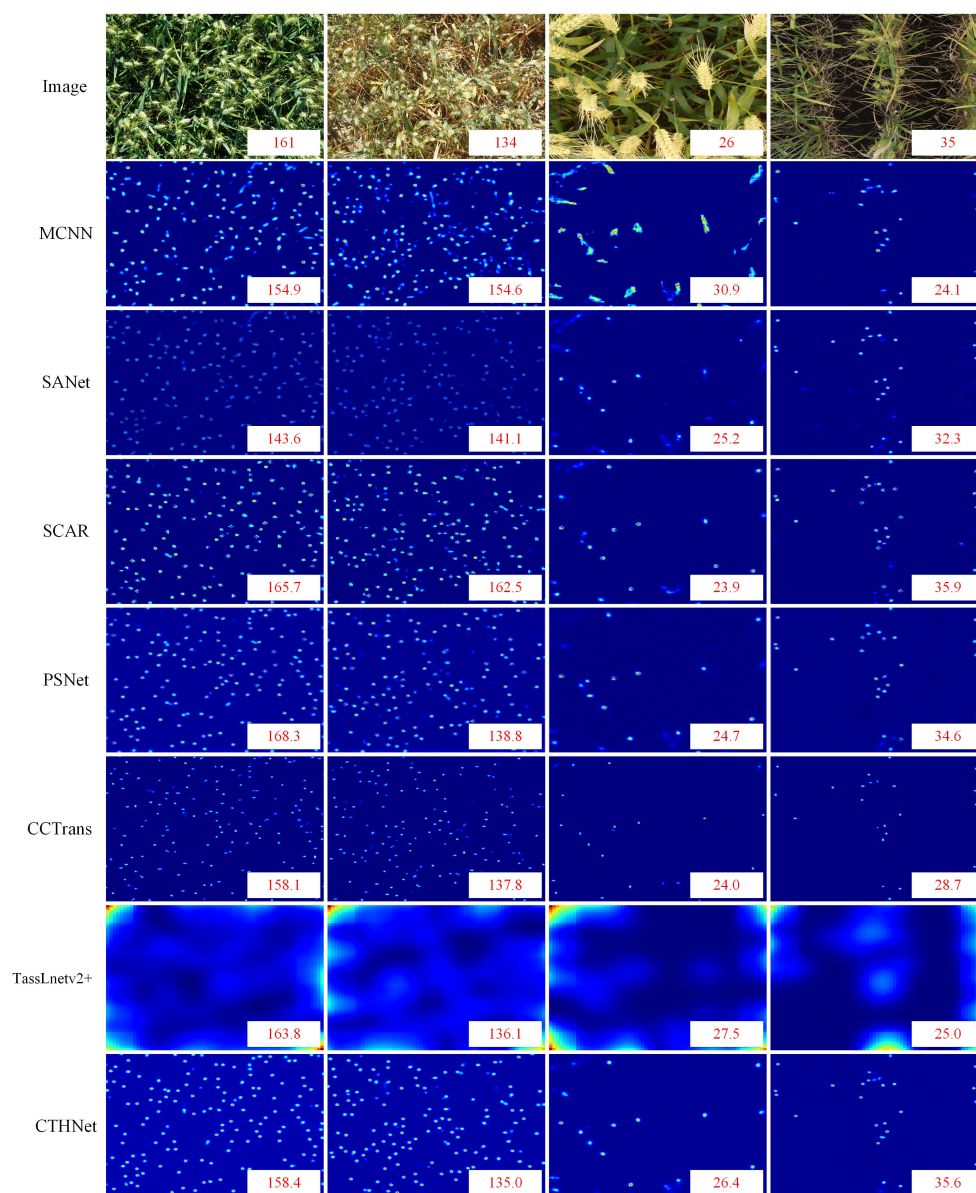 Image
161 134 26 35
MCNN
154.9 154.6 30.9 24.1
SANet
143.6 141.1 25.2 32.3
SCAR
165.7 162.5 23.9 35.9
PSNet
168.3 138.8 24.7 34.6
CCTrans
158.1 137.8 24.0 28.7
TassLnetv2+
163.8 136.1 27.5 25.0
CTHNet
158.4 135.0 26.4 35.6